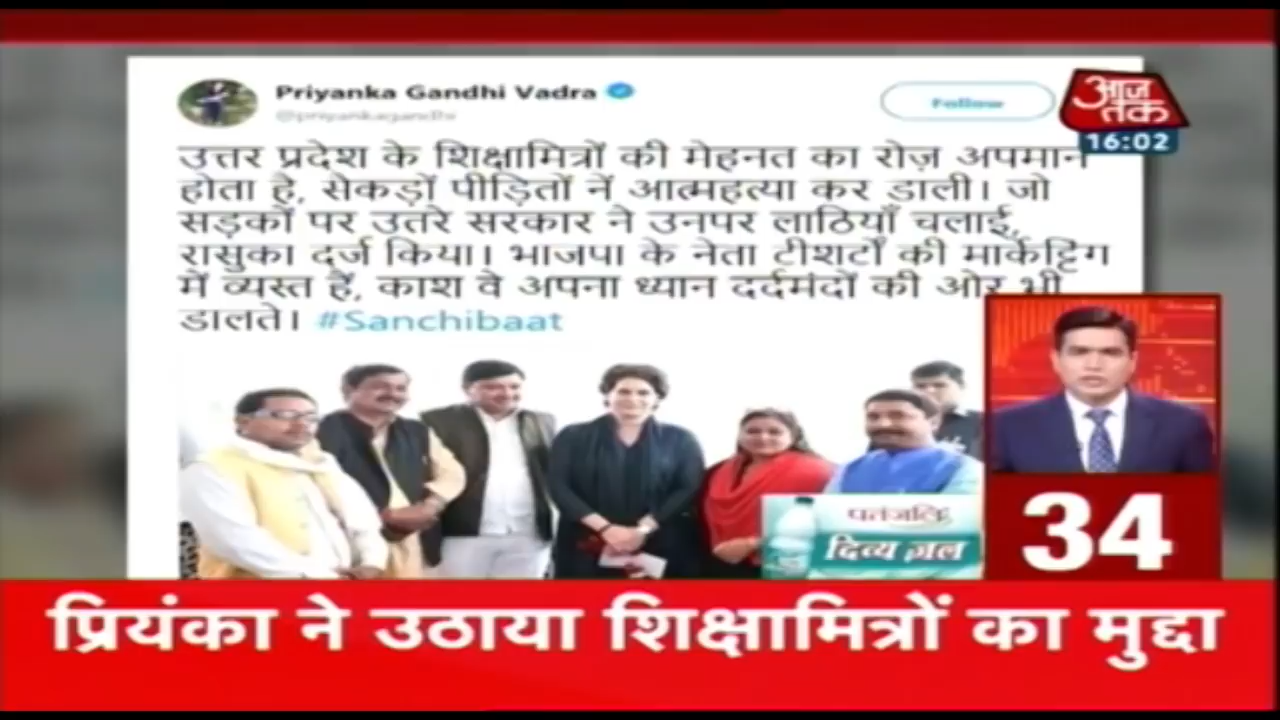 Priyanka Gandhi Vadra
@priyankagandhi
Follow
आज
तक
16:02
उत्तर प्रदेश के शिक्षामित्रों की मेहनत का रोज़ अपमान
होता है, सैकड़ों पीड़ितों नें आत्महत्या कर डाली। जो
सड़कों पर उतरे सरकार ने उनपर लाठियाँ चलाई,
रासुका दर्ज किया। भाजपा के नेता टीशर्टों की मार्केट्टिग
में व्यस्त हैं, काश वे अपना ध्यान दर्दमंदों की ओर भी
डालते। #Sanchibaat
पतंजलि
दिव्य जल
34
प्रियंका ने उठाया शिक्षामित्रों का मुद्दा